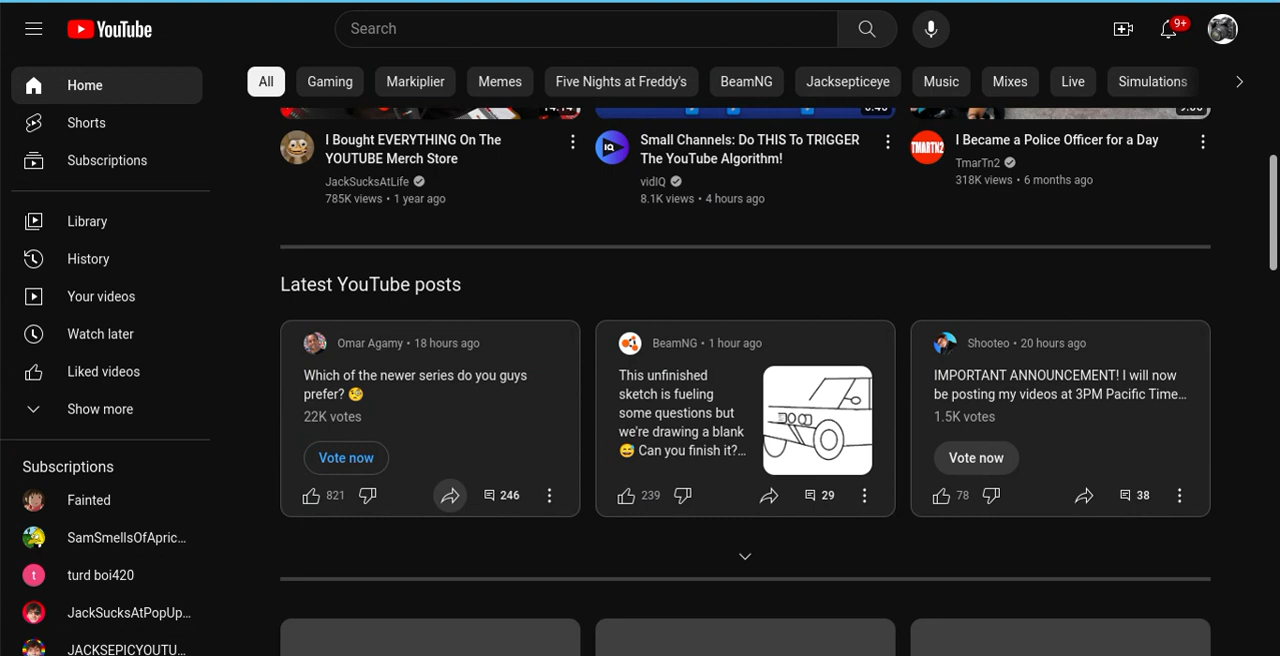 YouTube
Search
9+
Home
Shorts
Subscriptions
Library
History
Your videos
Watch later
Liked videos
Show more
Subscriptions
Fainted
SamSmellsOfApric...
turd boi420
JackSucksAtPopUp...
JACKSEPICYOUTU...
All
Gaming
Markiplier
Memes
Five Nights at Freddy's
BeamNG
Jacksepticeye
Music
Mixes
Live
Simulations
14:14
I Bought EVERYTHING On The
YOUTUBE Merch Store
JackSucksAtLife
785K views • 1 year ago
IQ
Small Channels: Do THIS To TRIGGER
The YouTube Algorithm!
vidIQ
8.1K views • 4 hours ago
TMARTN2
I Became a Police Officer for a Day
TmarTn2
318K views • 6 months ago
Latest YouTube posts
Omar Agamy • 18 hours ago
Which of the newer series do you guys
prefer? 🧐
22K votes
Vote now
821
246
BeamNG • 1 hour ago
This unfinished
sketch is fueling
some questions but
we're drawing a blank
😅 Can you finish it?...
239
29
Shooteo • 20 hours ago
IMPORTANT ANNOUNCEMENT! I will now
be posting my videos at 3PM Pacific Time...
1.5K votes
Vote now
78
38
t